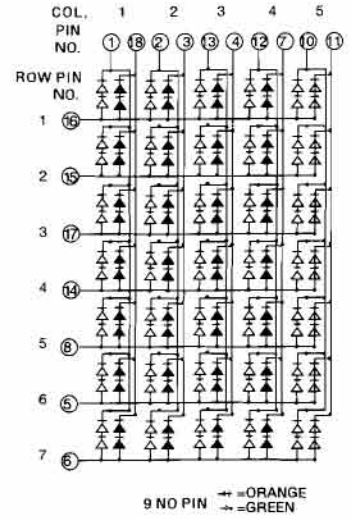 COL. 1 2 3 4 5
PIN NO. 1 18 2 3 13 4 12 7 10 11
ROW PIN NO.
1 16
2 15
3 17
4 14
5 8
6 5
7 6
9 NO PIN
=ORANGE
=GREEN